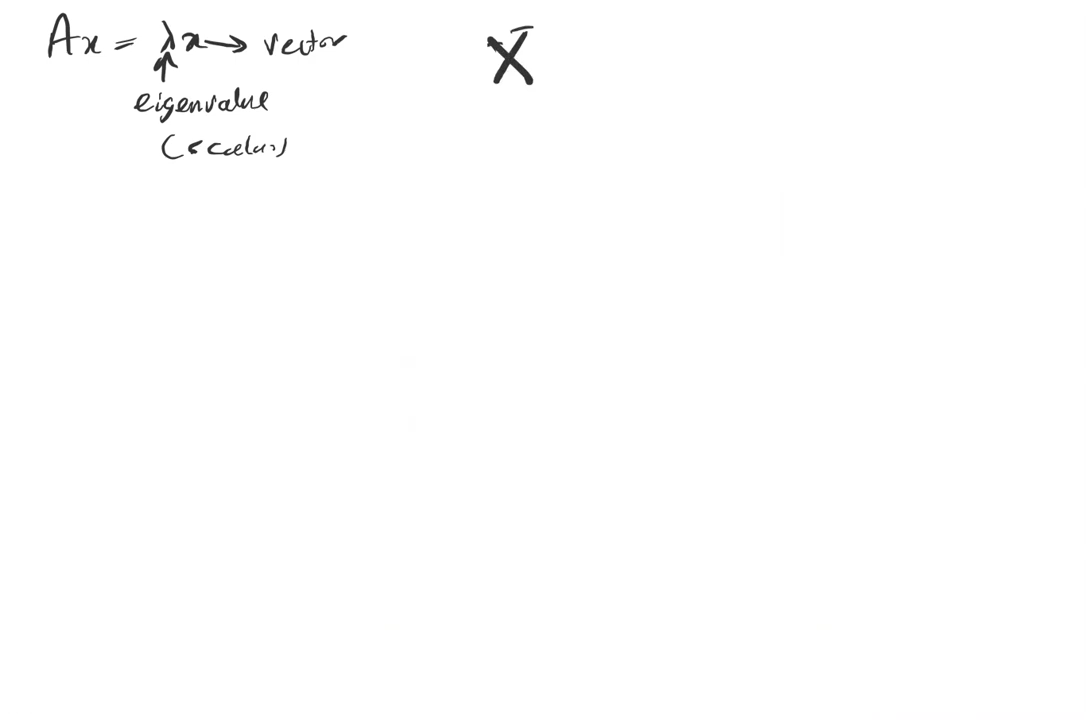 Ax = λx → vector
↑
eigenvalue
(scalar)
X